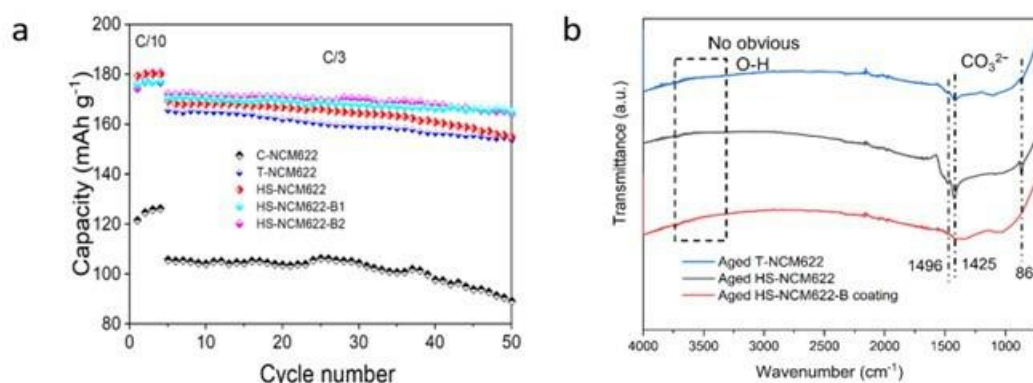 a
200
180
160
140
120
100
80
C/10
C/3
C-NCM622
T-NCM622
HS-NCM622
HS-NCM622-B1
HS-NCM622-B2
0
10
20
30
40
50
Capacity (mAh g⁻¹)
Cycle number
b
No obvious
O-H
CO₃²⁻
1496
1425
86
Aged T-NCM622
Aged HS-NCM622
Aged HS-NCM622-B coating
Transmittance (a.u.)
4000
3500
3000
2500
2000
1500
1000
Wavenumber (cm⁻¹)